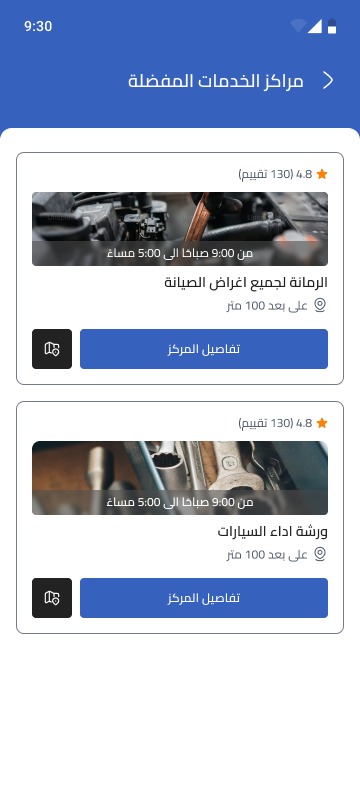 9:30
مراكز الخدمات المفضلة
4.8 (130 تقييم)
من 9:00 صباحًا الى 5:00 مساءً
الرمانة لجميع اغراض الصيانة
على بعد 100 متر
تفاصيل المركز
4.8 (130 تقييم)
من 9:00 صباحًا الى 5:00 مساءً
ورشة اداء السيارات
على بعد 100 متر
تفاصيل المركز